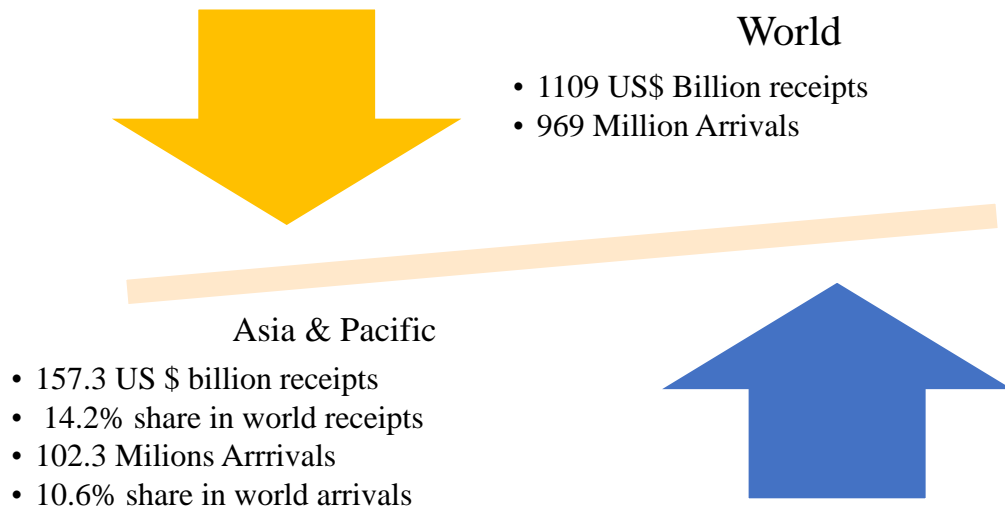 World
• 1109 US$ Billion receipts
• 969 Million Arrivals
Asia & Pacific
• 157.3 US $ billion receipts
• 14.2% share in world receipts
• 102.3 Milions Arrrivals
• 10.6% share in world arrivals